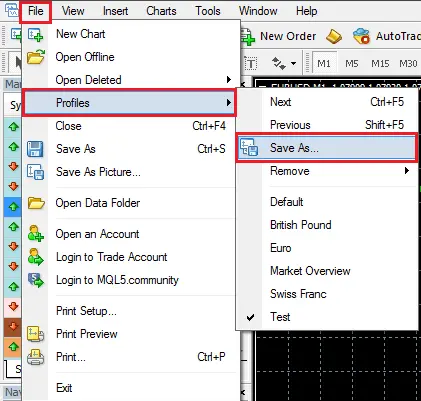 File View Insert Charts Tools Window Help
New Order AutoTrad
M1 M5 M15 M30
Ma
Sy
New Chart
Open Offline
Open Deleted
Profiles
Close Ctrl+F4
Save As Ctrl+S
Save As Picture...
Open Data Folder
Open an Account
Login to Trade Account
Login to MQL5.community
Print Setup...
Print Preview
Print... Ctrl+P
Exit
Next Ctrl+F5
Previous Shift+F5
Save As...
Remove
Default
British Pound
Euro
Market Overview
Swiss Franc
Test
S